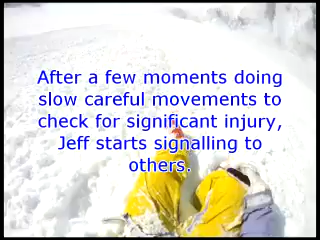 After a few moments doing
slow careful movements to
check for significant injury,
Jeff starts signalling to
others.